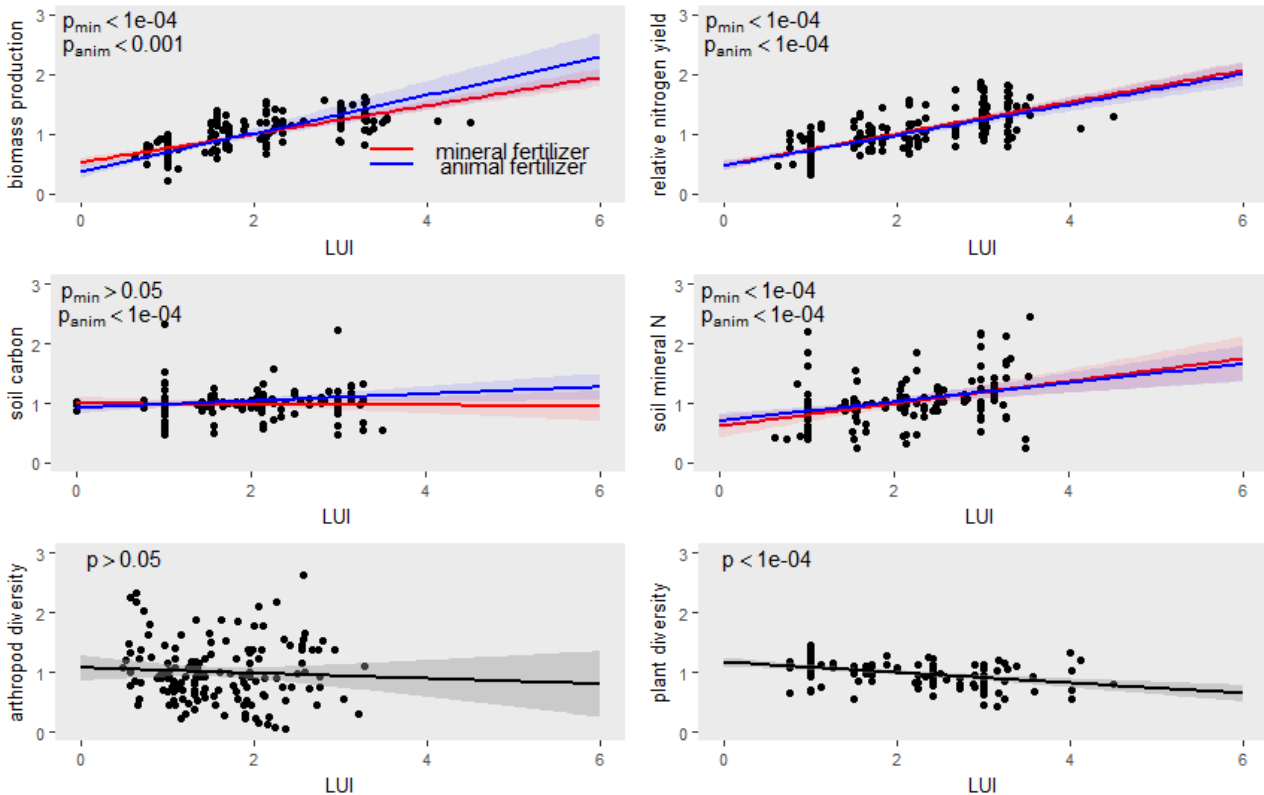 p_min < 1e-04
p_anim < 0.001
mineral fertilizer
animal fertilizer
biomass production
3
2
1
0
0 2 4 6
LUI
p_min < 1e-04
p_anim < 1e-04
relative nitrogen yield
3
2
1
0
0 2 4 6
LUI
p_min > 0.05
p_anim < 1e-04
soil carbon
3
2
1
0
0 2 4 6
LUI
p_min < 1e-04
p_anim < 1e-04
soil mineral N
3
2
1
0
0 2 4 6
LUI
p > 0.05
arthropod diversity
3
2
1
0
0 2 4 6
LUI
p < 1e-04
plant diversity
3
2
1
0
0 2 4 6
LUI